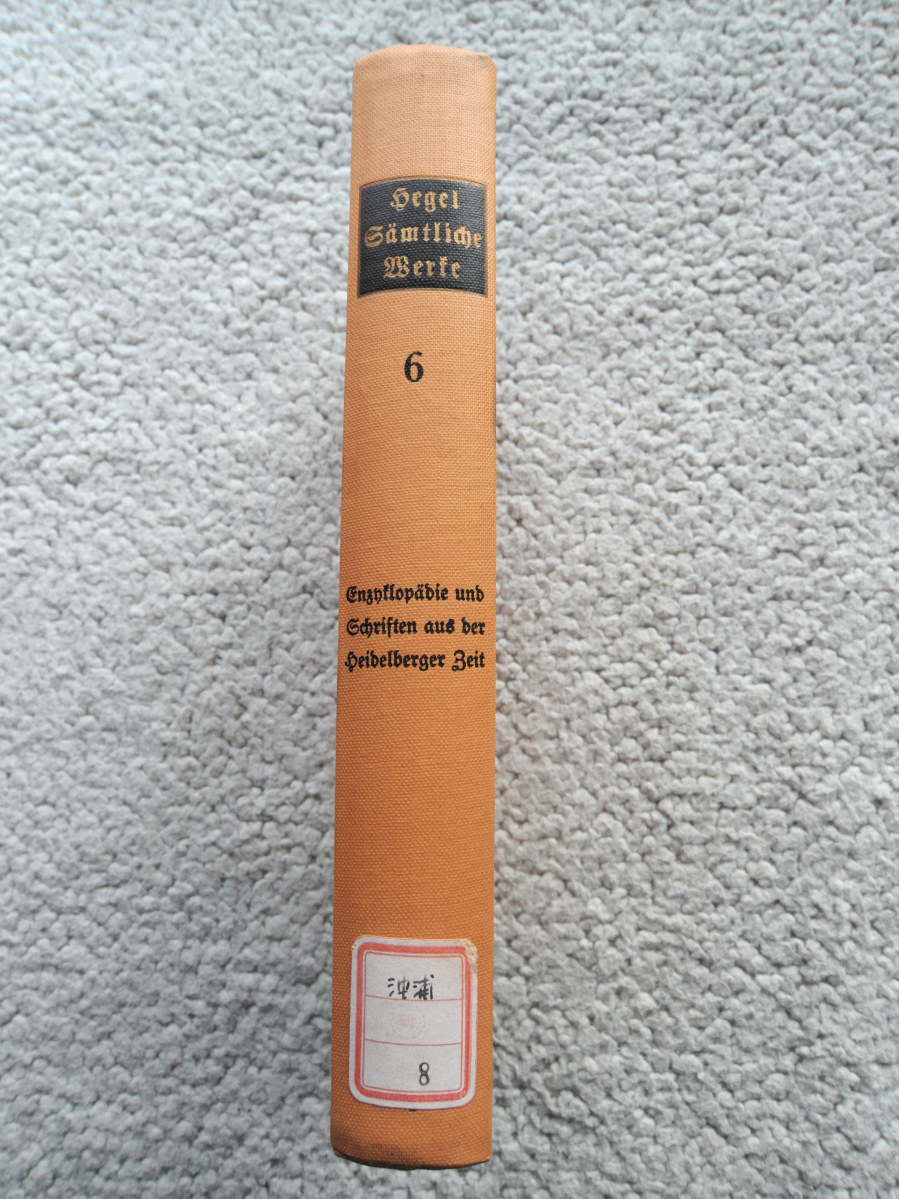 Hegel
Sämtliche
Werke
6
Enzyklopädie und
Schriften aus der
Heidelberger Zeit
沖浦
8